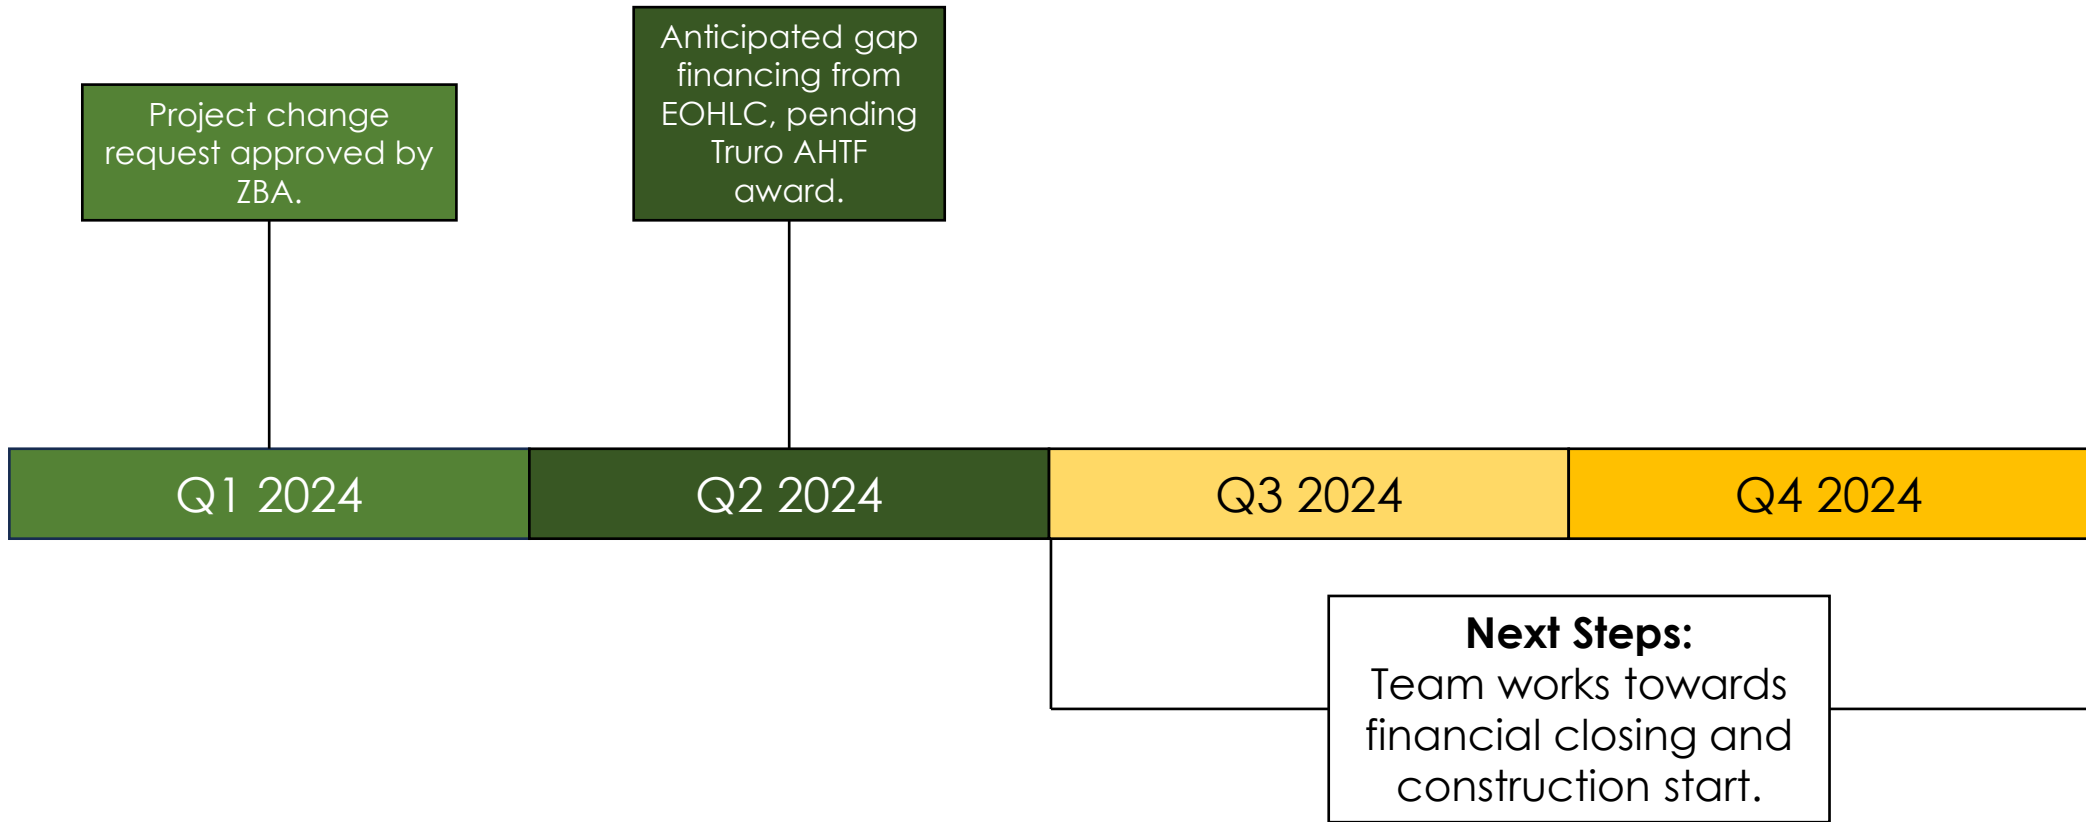 Project change
request approved by
ZBA.
Anticipated gap
financing from
EOHLC, pending
Truro AHTF
award.
Q1 2024
Q2 2024
Q3 2024
Q4 2024
Next Steps:
Team works towards
financial closing and
construction start.